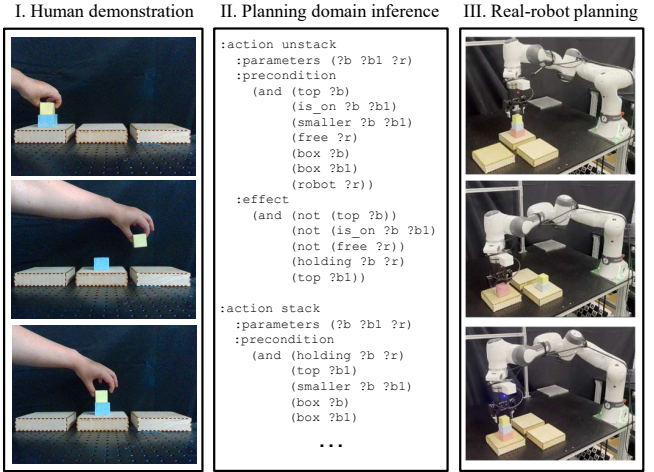 I. Human demonstration
II. Planning domain inference
III. Real-robot planning
:action unstack
:parameters (?b ?b1 ?r)
:precondition
(and (top ?b)
(is_on ?b ?b1)
(smaller ?b ?b1)
(free ?r)
(box ?b)
(box ?b1)
(robot ?r))
:effect
(and (not (top ?b))
(not (is_on ?b ?b1)
(not (free ?r))
(holding ?b ?r)
(top ?b1))
:action stack
:parameters (?b ?b1 ?r)
:precondition
(and (holding ?b ?r)
(top ?b1)
(smaller ?b ?b1)
(box ?b)
(box ?b1)
...